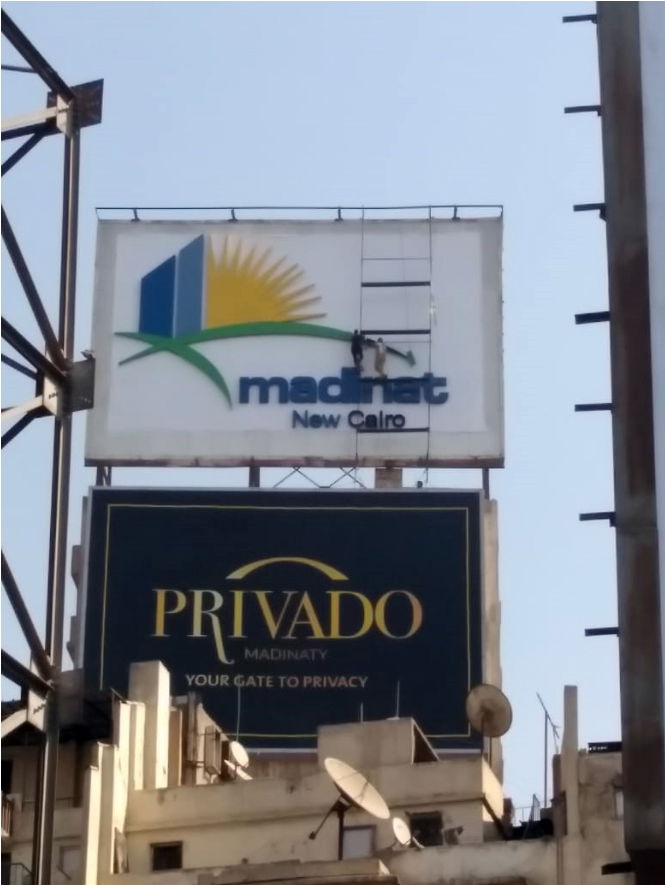 madinat
New Cairo
PRIVADO
MADINATY
YOUR GATE TO PRIVACY